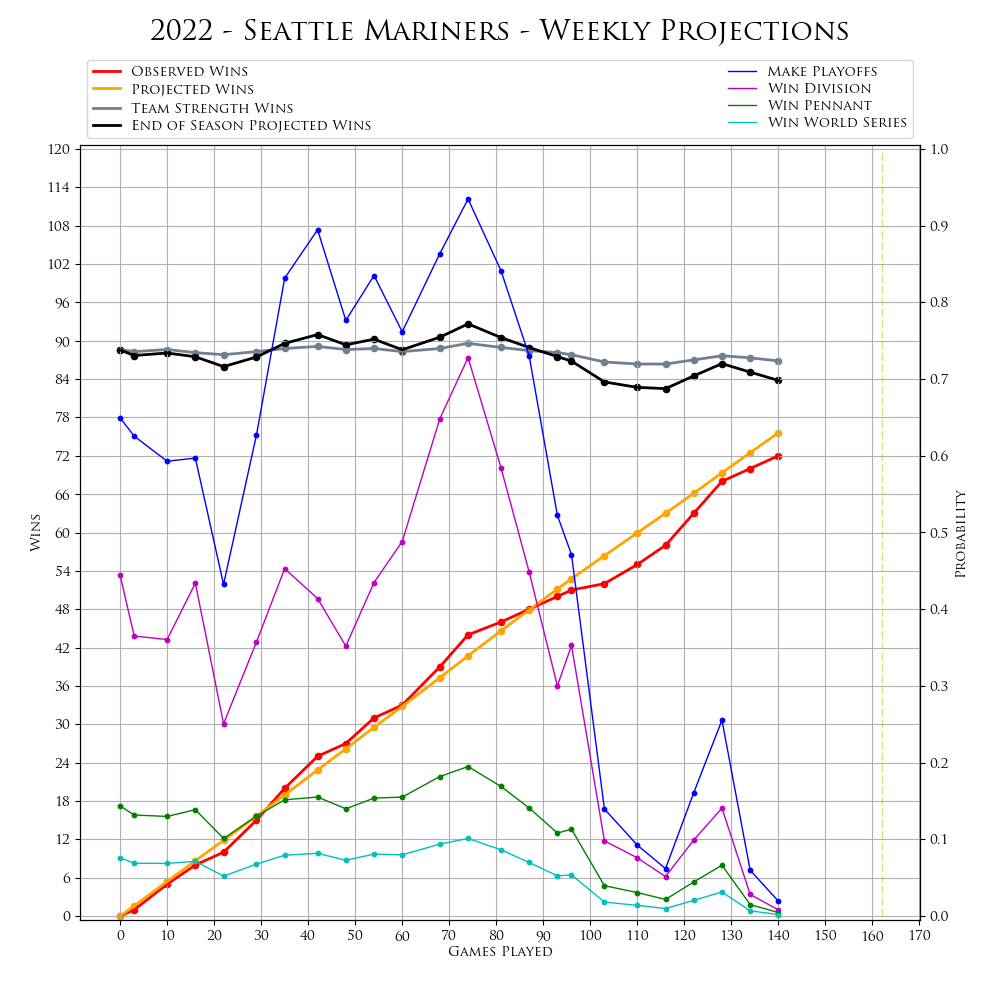 2022 - Seattle Mariners - Weekly Projections
Observed Wins
Projected Wins
Team Strength Wins
End of Season Projected Wins
Make Playoffs
Win Division
Win Pennant
Win World Series
120
114
108
102
96
90
84
78
72
66
60
54
48
42
36
30
24
18
12
6
0
Wins
1.0
0.9
0.8
0.7
0.6
0.5
0.4
0.3
0.2
0.1
0.0
Probability
0 10 20 30 40 50 60 70 80 90 100 110 120 130 140 150 160 170
Games Played